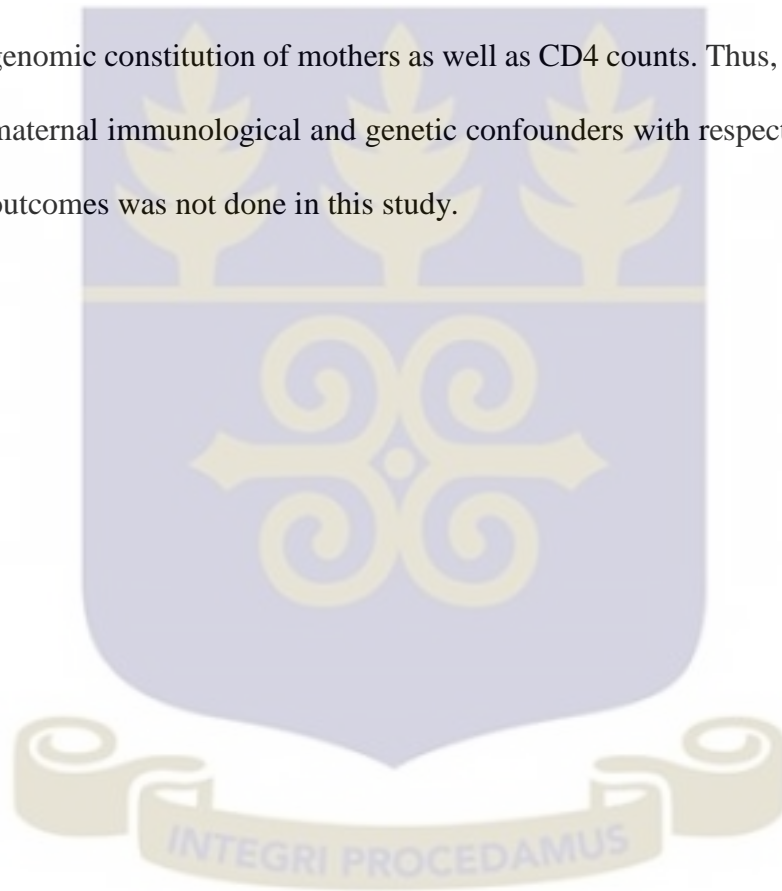 genomic constitution of mothers as well as CD4 counts. Thus,
maternal immunological and genetic confounders with respect
outcomes was not done in this study.
INTEGRI PROCEDAMUS